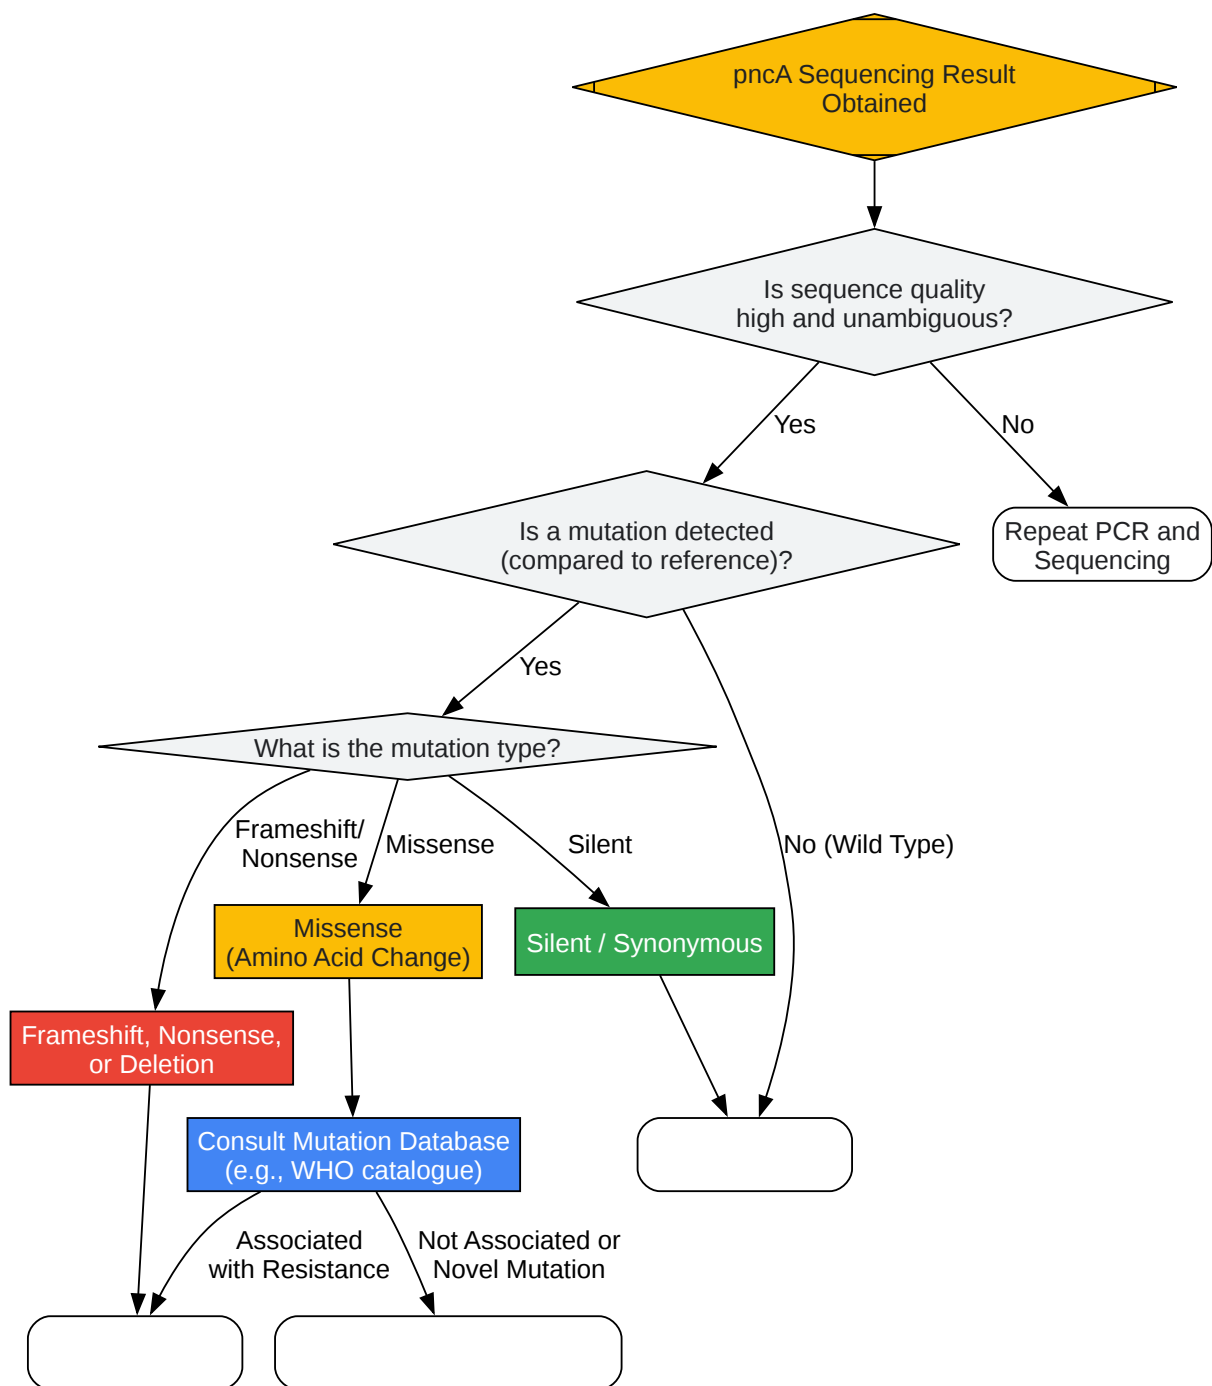 pncA Sequencing Result
Obtained
Is sequence quality
high and unambiguous?
Yes
No
Is a mutation detected
(compared to reference)?
Repeat PCR and
Sequencing
Yes
No (Wild Type)
What is the mutation type?
Frameshift/
Nonsense
Missense
Silent
Missense
(Amino Acid Change)
Silent / Synonymous
Frameshift, Nonsense,
or Deletion
Consult Mutation Database
(e.g., WHO catalogue)
Associated
with Resistance
Not Associated or
Novel Mutation